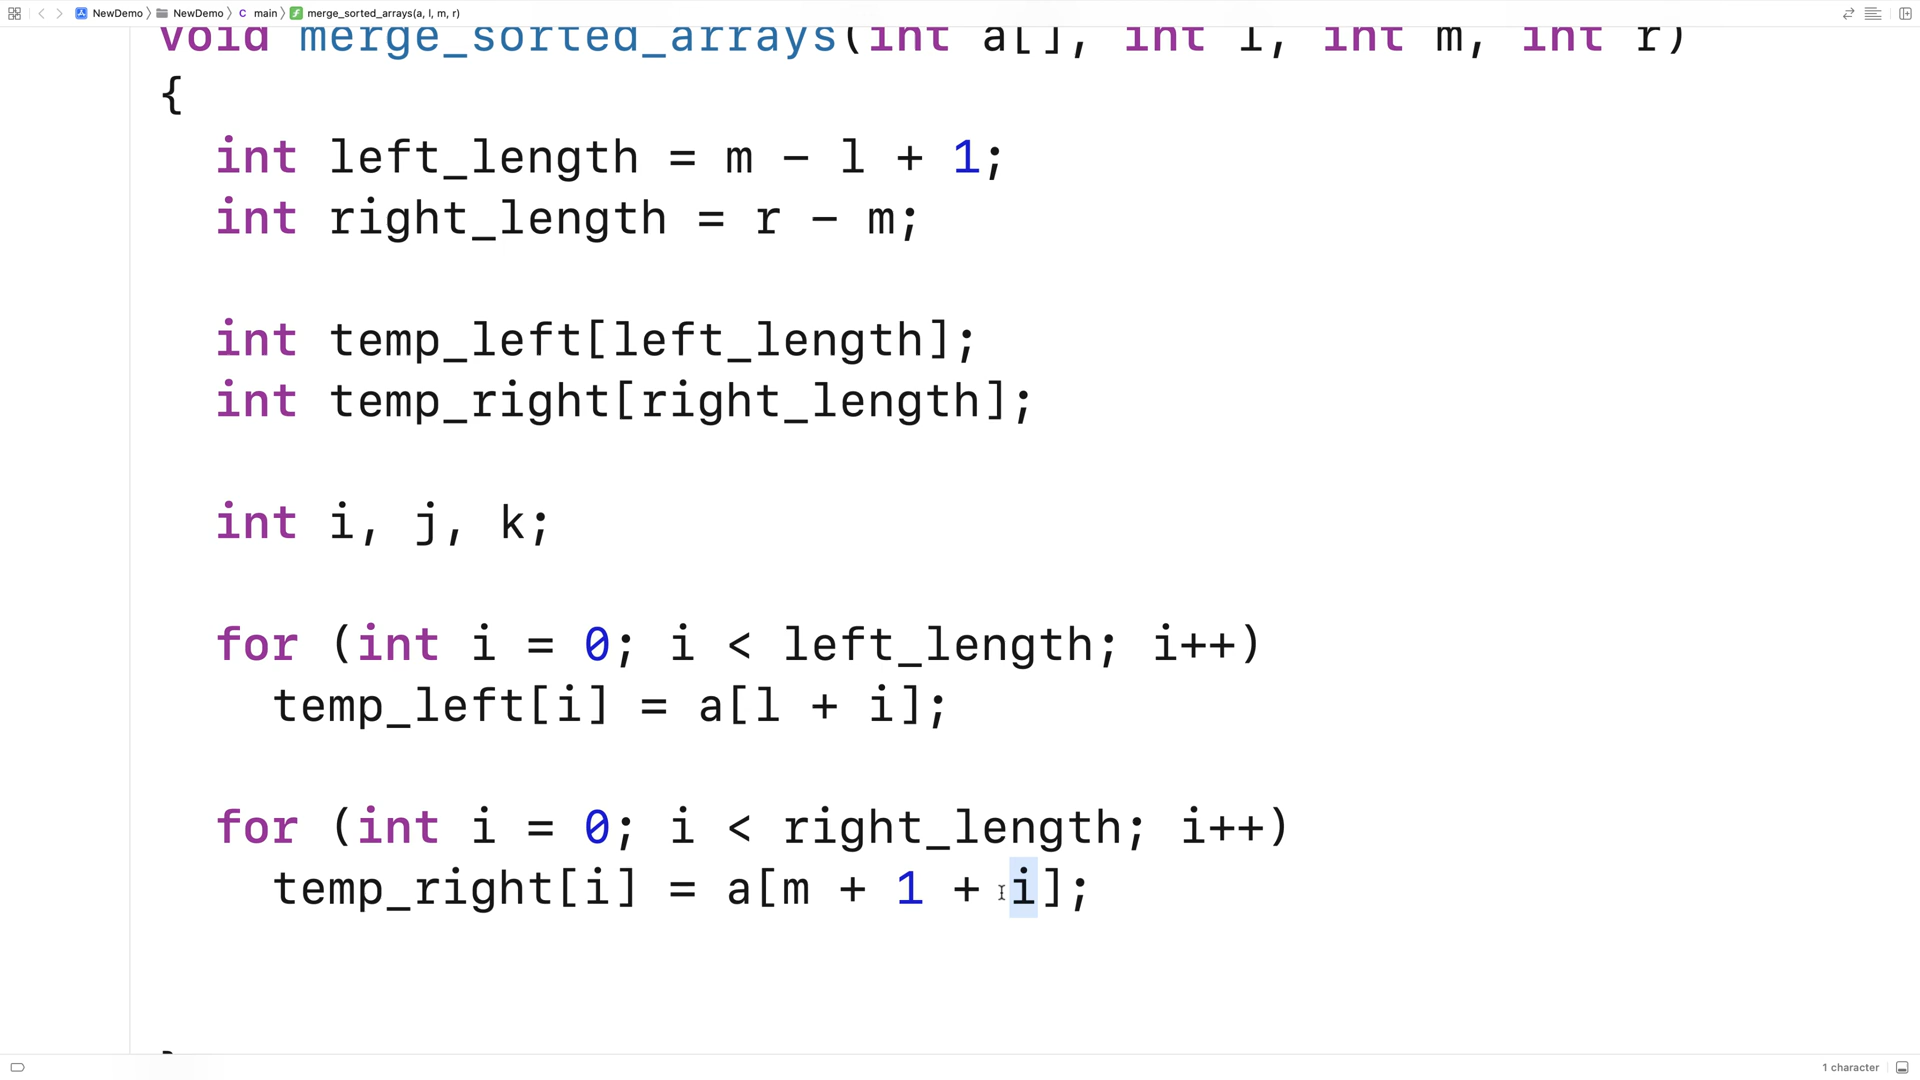 NewDemo NewDemo C main f merge_sorted_arrays(a, l, m, r)
void merge_sorted_arrays(int a[], int l, int m, int r)
{
int left_length = m - l + 1;
int right_length = r - m;
int temp_left[left_length];
int temp_right[right_length];
int i, j, k;
for (int i = 0; i < left_length; i++)
temp_left[i] = a[l + i];
for (int i = 0; i < right_length; i++)
temp_right[i] = a[m + 1 + i];
1 character